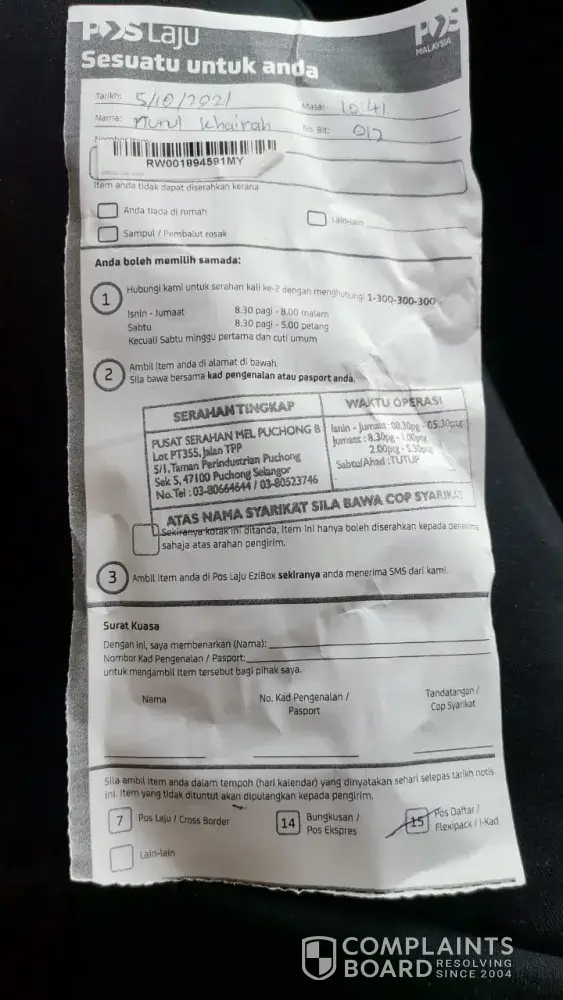 POS Laju
POS
MALAYSIA
Sesuatu untuk anda
Tarikh: 5/10/2021 Masa: 10:41
Nama: Nurul Khairah No. Bit: 012
RW001894591MY
Item anda tidak dapat diserahkan kerana
Anda tiada di rumah Lain-lain
Sampul / Pembalut rosak
Anda boleh memilih samada:
1 Hubungi kami untuk serahan kali ke-2 dengan menghubungi 1-300-300-300
Isnin - Jumaat 8.30 pagi - 8.00 malam
Sabtu 8.30 pagi - 5.00 petang
Kecuali Sabtu minggu pertama dan cuti umum
2 Ambil item anda di alamat di bawah.
Sila bawa bersama kad pengenalan atau pasport anda.
SERAHAN TINGKAP
PUSAT SERAHAN MEL PUCHONG B
Lot PT355, Jalan TPP
5/1, Taman Perindustrian Puchong
Sek 5, 47100 Puchong Selangor
No. Tel : 03-80664644 / 03-80523746
WAKTU OPERASI
Isnin - Jumaat : 08.30pg - 05.30ptg
Jumaat : 8.30pg - 1.00ptg
2.00ptg - 5.30ptg
Sabtu/Ahad : TUTUP
ATAS NAMA SYARIKAT SILA BAWA COP SYARIKAT
Sekiranya kotak ini ditanda, item ini hanya boleh diserahkan kepada penerima
sahaja atas arahan pengirim.
3 Ambil item anda di Pos Laju EziBox sekiranya anda menerima SMS dari kami.
Surat Kuasa
Dengan ini, saya membenarkan (Nama):
Nombor Kad Pengenalan / Pasport:
untuk mengambil item tersebut bagi pihak saya.
Nama No. Kad Pengenalan / Tandatangan /
Pasport Cop Syarikat
Sila ambil item anda dalam tempoh (hari kalendar) yang dinyatakan sehari selepas tarikh notis
ini. Item yang tidak dituntut akan dipulangkan kepada pengirim.
7 Pos Laju / Cross Border 14 Bungkusan / 15 Pos Daftar /
Pos Ekspres Flexipack / I-Kad
Lain-lain
COMPLAINTS
BOARD RESOLVING
SINCE 2004